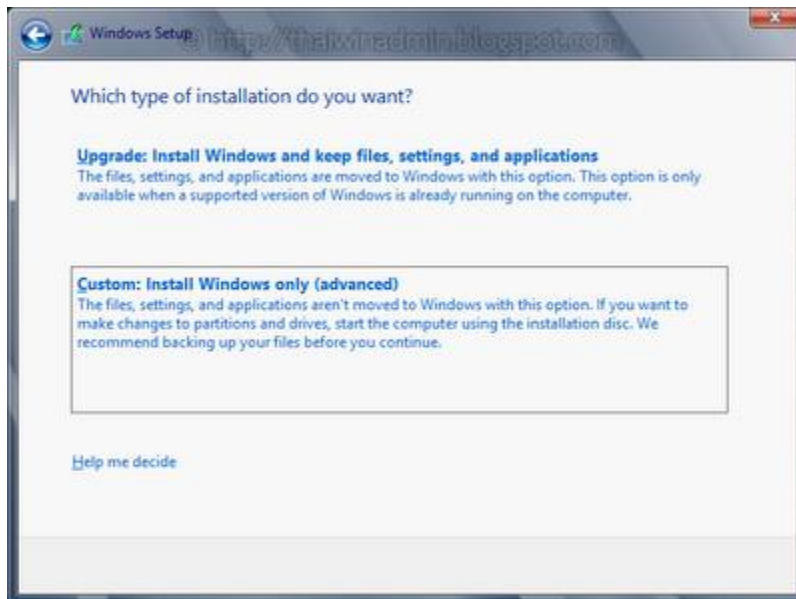 Windows Setup
© http://thaiwinadmin.blogspot.com
Which type of installation do you want?
Upgrade: Install Windows and keep files, settings, and applications
The files, settings, and applications are moved to Windows with this option. This option is only
available when a supported version of Windows is already running on the computer.
Custom: Install Windows only (advanced)
The files, settings, and applications aren't moved to Windows with this option. If you want to
make changes to partitions and drives, start the computer using the installation disc. We
recommend backing up your files before you continue.
Help me decide